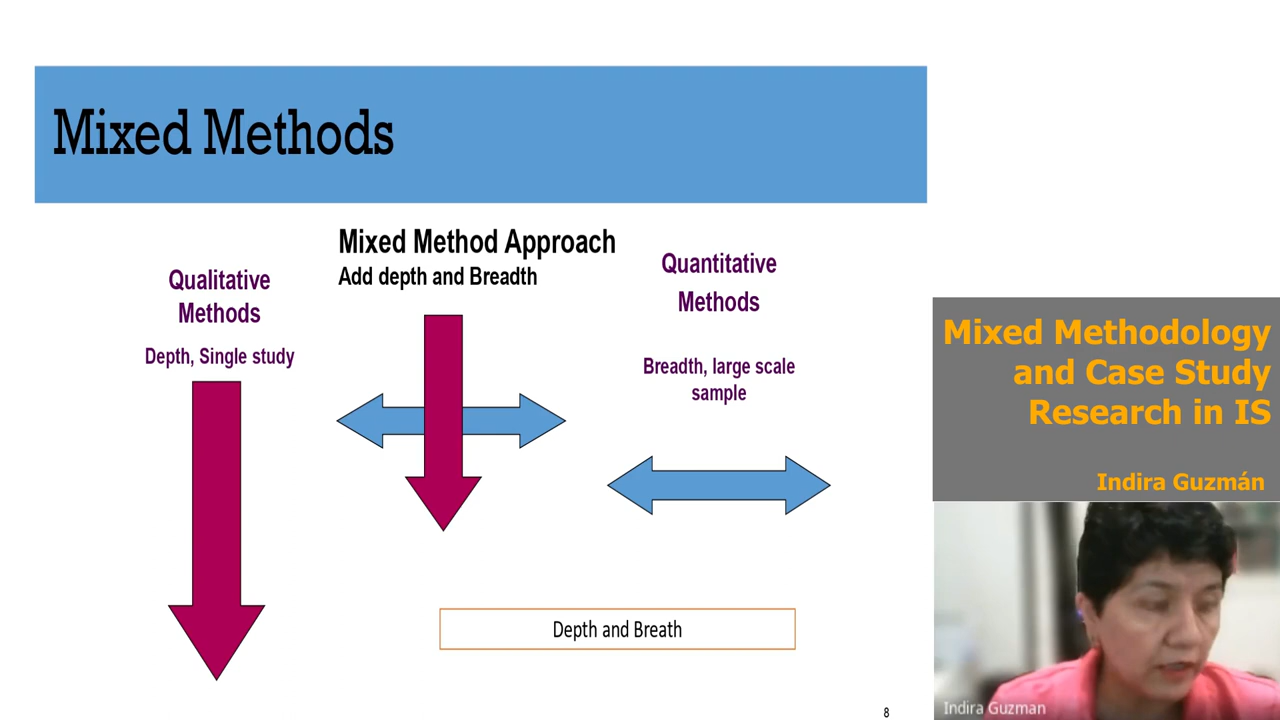 Mixed Methods
Mixed Method Approach
Add depth and Breadth
Qualitative
Methods
Depth, Single study
Quantitative
Methods
Breadth, large scale
sample
Depth and Breath
8
Mixed Methodology
and Case Study
Research in IS
Indira Guzmán
Indira Guzman